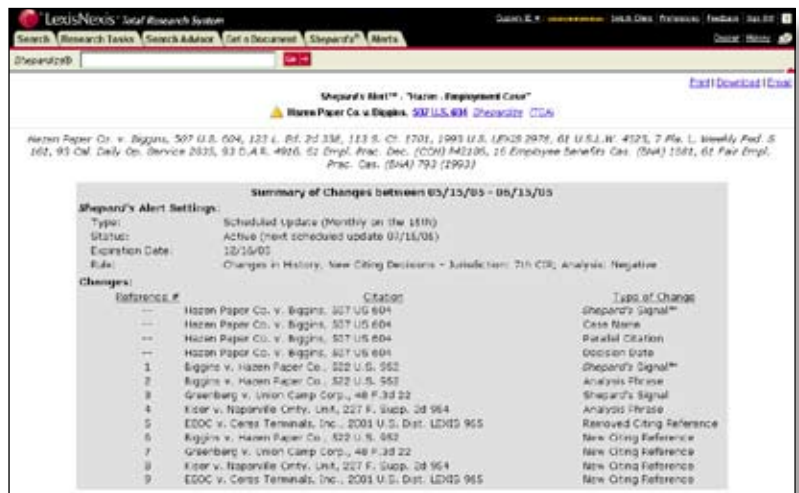 LexisNexis® Total Research System
Search Research Tasks Search Advisor Get a Document Shepard's® Alerts
Shepardize® Go
Print | Download | Email
Shepard's Alert™ - "Hazen - Employment Case"
Hazen Paper Co. v. Biggins, 507 U.S. 604 Shepardize TOA
Hazen Paper Co. v. Biggins, 507 U.S. 604, 123 L. Ed. 2d 338, 113 S. Ct. 1701, 1993 U.S. LEXIS 2978, 61 U.S.L.W. 4323, 7 Fla. L. Weekly Fed. S
161, 93 Cal. Daily Op. Service 2835, 93 D.A.R. 4916, 61 Empl. Prac. Dec. (CCH) P42186, 16 Employee Benefits Cas. (BNA) 1881, 61 Fair Empl.
Prac. Cas. (BNA) 793 (1993)
Summary of Changes between 05/15/05 - 06/15/05
Shepard's Alert Settings:
Type: Scheduled Update (Monthly on the 15th)
Status: Active (next scheduled update 07/15/05)
Expiration Date: 12/16/05
Rule: Changes in History, New Citing Decisions - Jurisdiction: 7th CIR; Analysis: Negative
Changes:
Reference # Citation Type of Change
-- Hazen Paper Co. v. Biggins, 507 US 604 Shepard's Signal™
-- Hazen Paper Co. v. Biggins, 507 US 604 Case Name
-- Hazen Paper Co. v. Biggins, 507 US 604 Parallel Citation
-- Hazen Paper Co. v. Biggins, 507 US 604 Decision Date
1 Biggins v. Hazen Paper Co., 522 U.S. 952 Shepard's Signal™
2 Biggins v. Hazen Paper Co., 522 U.S. 952 Analysis Phrase
3 Greenberg v. Union Camp Corp., 48 F.3d 22 Shepard's Signal
4 Kiser v. Naperville Cmty. Unit, 227 F. Supp. 2d 954 Analysis Phrase
5 EEOC v. Ceres Terminals, Inc., 2001 U.S. Dist. LEXIS 965 Removed Citing Reference
6 Biggins v. Hazen Paper Co., 522 U.S. 952 New Citing Reference
7 Greenberg v. Union Camp Corp., 48 F.3d 22 New Citing Reference
8 Kiser v. Naperville Cmty. Unit, 227 F. Supp. 2d 954 New Citing Reference
9 EEOC v. Ceres Terminals, Inc., 2001 U.S. Dist. LEXIS 965 New Citing Reference